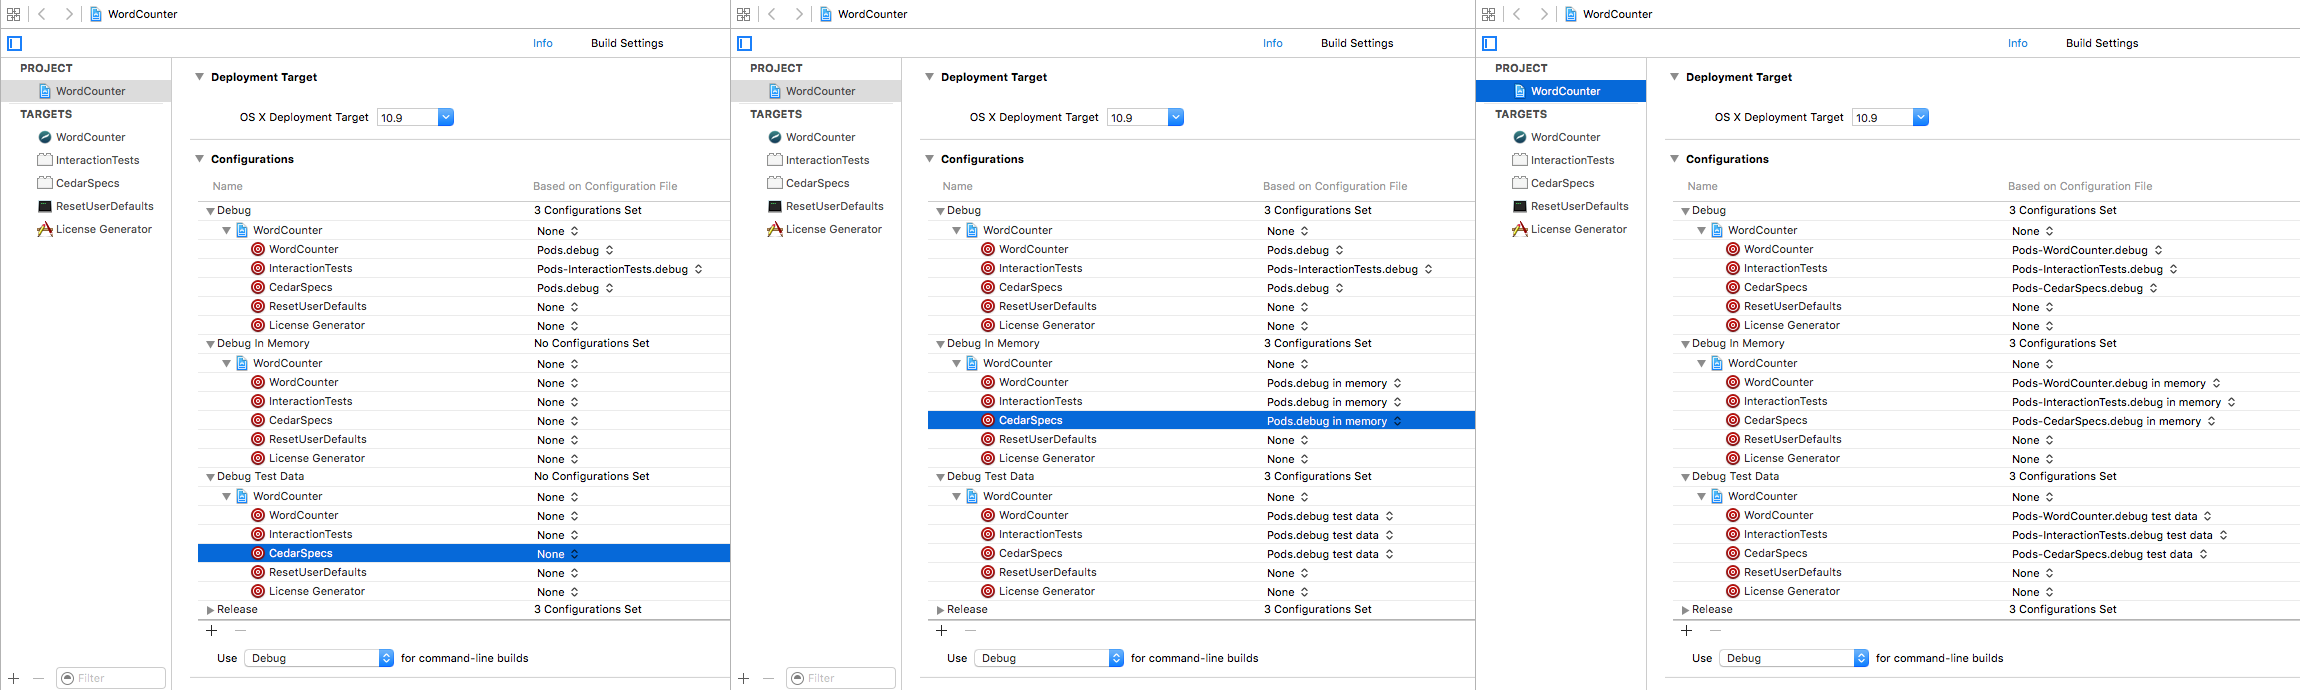 WordCounter
Info Build Settings
PROJECT
WordCounter
TARGETS
WordCounter
InteractionTests
CedarSpecs
ResetUserDefaults
License Generator
Filter
Deployment Target
OS X Deployment Target 10.9
Configurations
Name Based on Configuration File
Debug 3 Configurations Set
WordCounter None
WordCounter Pods.debug
InteractionTests Pods-InteractionTests.debug
CedarSpecs Pods.debug
ResetUserDefaults None
License Generator None
Debug In Memory No Configurations Set
WordCounter None
WordCounter None
InteractionTests None
CedarSpecs None
ResetUserDefaults None
License Generator None
Debug Test Data No Configurations Set
WordCounter None
WordCounter None
InteractionTests None
CedarSpecs None
ResetUserDefaults None
License Generator None
Release 3 Configurations Set
Use Debug for command-line builds
WordCounter
Info Build Settings
PROJECT
WordCounter
TARGETS
WordCounter
InteractionTests
CedarSpecs
ResetUserDefaults
License Generator
Filter
Deployment Target
OS X Deployment Target 10.9
Configurations
Name Based on Configuration File
Debug 3 Configurations Set
WordCounter None
WordCounter Pods.debug
InteractionTests Pods-InteractionTests.debug
CedarSpecs Pods.debug
ResetUserDefaults None
License Generator None
Debug In Memory 3 Configurations Set
WordCounter None
WordCounter Pods.debug in memory
InteractionTests Pods.debug in memory
CedarSpecs Pods.debug in memory
ResetUserDefaults None
License Generator None
Debug Test Data 3 Configurations Set
WordCounter None
WordCounter Pods.debug test data
InteractionTests Pods.debug test data
CedarSpecs Pods.debug test data
ResetUserDefaults None
License Generator None
Release 3 Configurations Set
Use Debug for command-line builds
WordCounter
Info Build Settings
PROJECT
WordCounter
TARGETS
WordCounter
InteractionTests
CedarSpecs
ResetUserDefaults
License Generator
Deployment Target
OS X Deployment Target 10.9
Configurations
Name Based on Configuration File
Debug 3 Configurations Set
WordCounter None
WordCounter Pods-WordCounter.debug
InteractionTests Pods-InteractionTests.debug
CedarSpecs Pods-CedarSpecs.debug
ResetUserDefaults None
License Generator None
Debug In Memory 3 Configurations Set
WordCounter None
WordCounter Pods-WordCounter.debug in memory
InteractionTests Pods-InteractionTests.debug in memory
CedarSpecs Pods-CedarSpecs.debug in memory
ResetUserDefaults None
License Generator None
Debug Test Data 3 Configurations Set
WordCounter None
WordCounter Pods-WordCounter.debug test data
InteractionTests Pods-InteractionTests.debug test data
CedarSpecs Pods-CedarSpecs.debug test data
ResetUserDefaults None
License Generator None
Release 3 Configurations Set
Use Debug for command-line builds